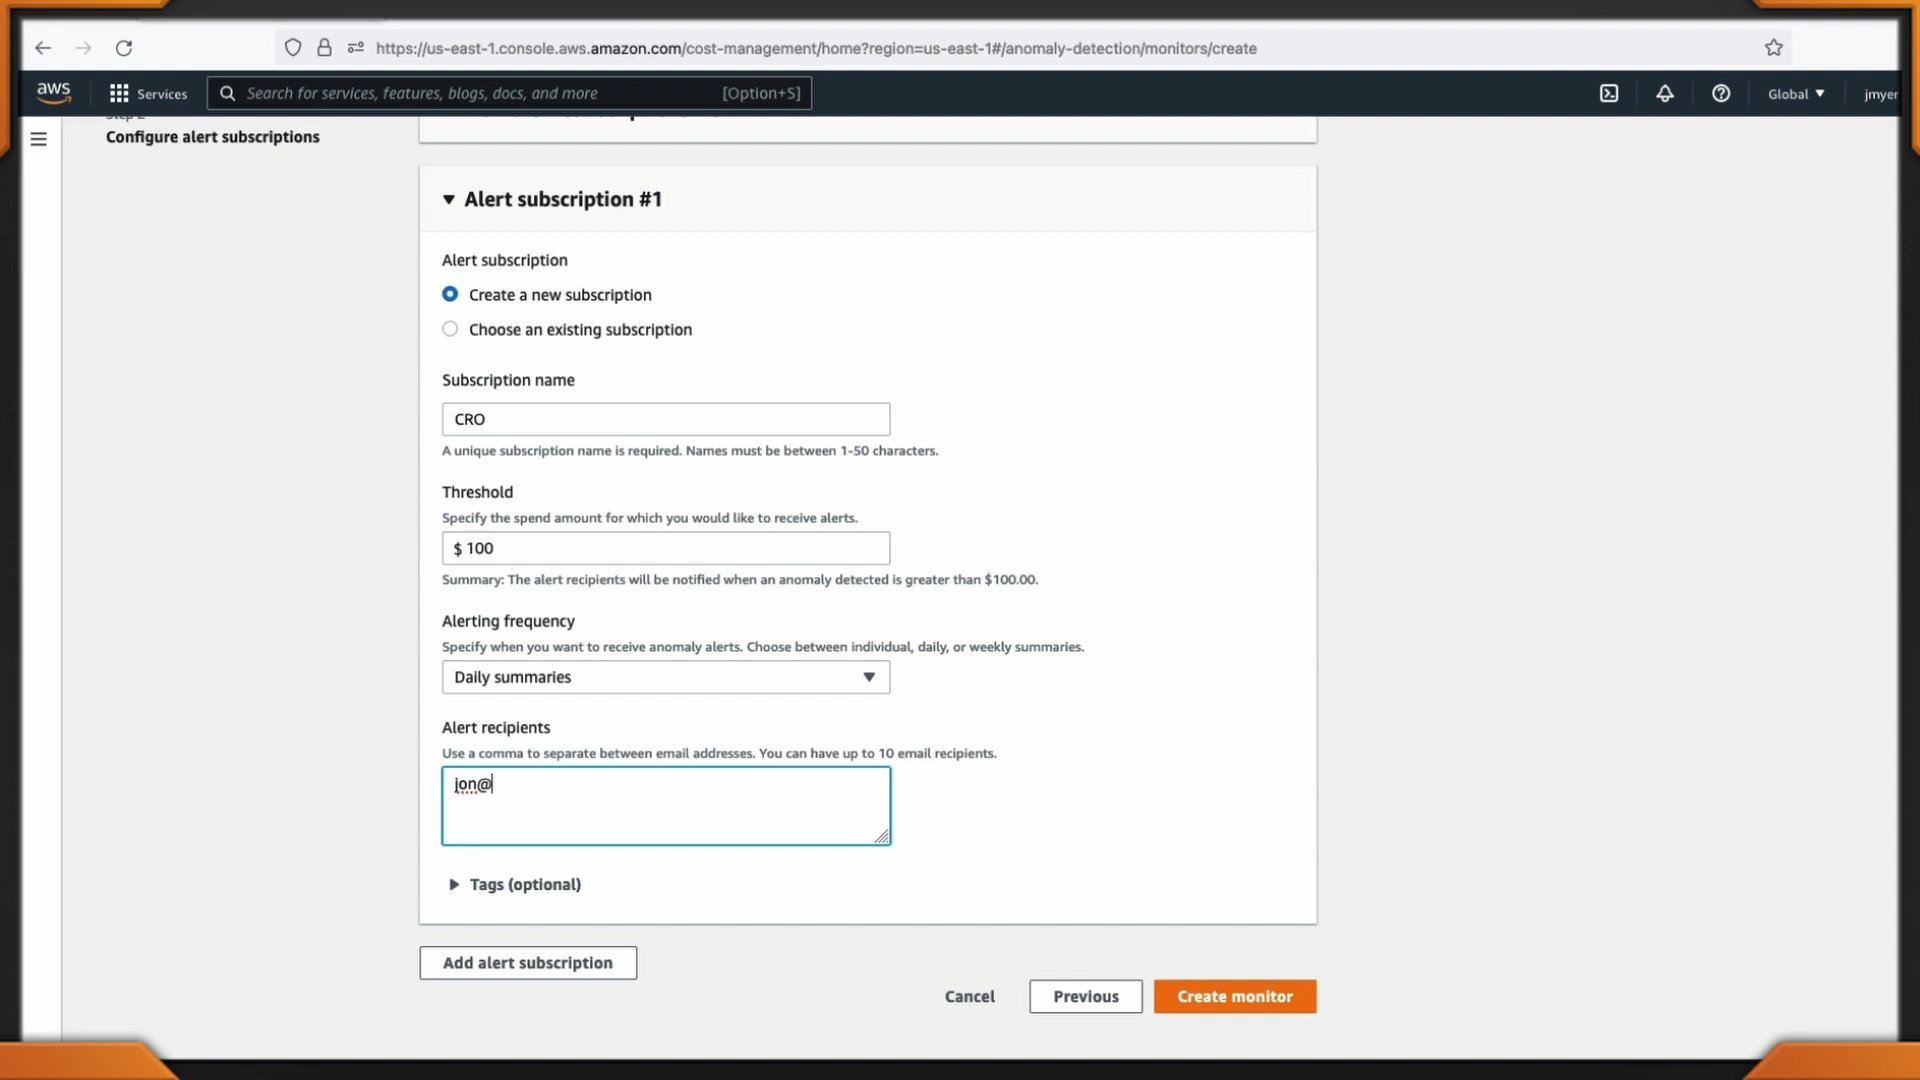 https://us-east-1.console.aws.amazon.com/cost-management/home?region=us-east-1#/anomaly-detection/monitors/create
aws
Services
Search for services, features, blogs, docs, and more
[Option+S]
Global
jmyer
Configure alert subscriptions
Alert subscription #1
Alert subscription
Create a new subscription
Choose an existing subscription
Subscription name
CRO
A unique subscription name is required. Names must be between 1-50 characters.
Threshold
Specify the spend amount for which you would like to receive alerts.
$ 100
Summary: The alert recipients will be notified when an anomaly detected is greater than $100.00.
Alerting frequency
Specify when you want to receive anomaly alerts. Choose between individual, daily, or weekly summaries.
Daily summaries
Alert recipients
Use a comma to separate between email addresses. You can have up to 10 email recipients.
jon@
Tags (optional)
Add alert subscription
Cancel
Previous
Create monitor